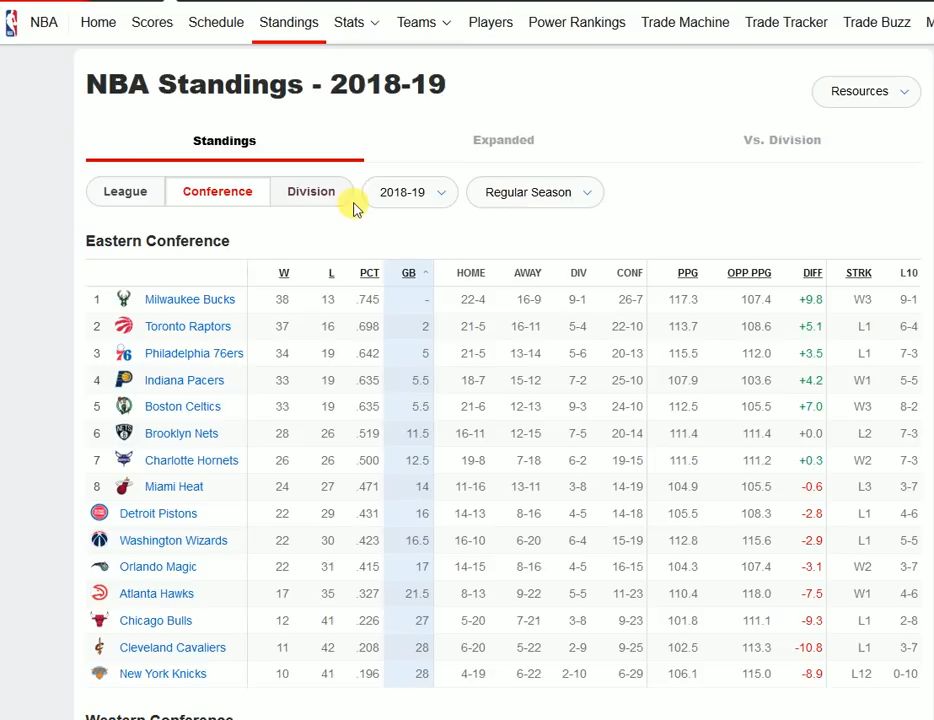 NBA Home Scores Schedule Standings Stats Teams Players Power Rankings Trade Machine Trade Tracker Trade Buzz
NBA Standings - 2018-19
Resources
Standings Expanded Vs. Division
League Conference Division 2018-19 Regular Season
Eastern Conference
W L PCT GB HOME AWAY DIV CONF PPG OPP PPG DIFF STRK L10
1 Milwaukee Bucks 38 13 .745 - 22-4 16-9 9-1 26-7 117.3 107.4 +9.8 W3 9-1
2 Toronto Raptors 37 16 .698 2 21-5 16-11 5-4 22-10 113.7 108.6 +5.1 L1 6-4
3 76 Philadelphia 76ers 34 19 .642 5 21-5 13-14 5-6 20-13 115.5 112.0 +3.5 L1 7-3
4 Indiana Pacers 33 19 .635 5.5 18-7 15-12 7-2 25-10 107.9 103.6 +4.2 W1 5-5
5 Boston Celtics 33 19 .635 5.5 21-6 12-13 9-3 24-10 112.5 105.5 +7.0 W3 8-2
6 NETS Brooklyn Nets 28 26 .519 11.5 16-11 12-15 7-5 20-14 111.4 111.4 +0.0 L2 7-3
7 Charlotte Hornets 26 26 .500 12.5 19-8 7-18 6-2 19-15 111.5 111.2 +0.3 W2 7-3
8 Miami Heat 24 27 .471 14 11-16 13-11 3-8 14-19 104.9 105.5 -0.6 L3 3-7
Detroit Pistons 22 29 .431 16 14-13 8-16 4-5 14-18 105.5 108.3 -2.8 L1 4-6
Washington Wizards 22 30 .423 16.5 16-10 6-20 6-4 15-19 112.8 115.6 -2.9 L1 5-5
Orlando Magic 22 31 .415 17 14-15 8-16 4-5 16-15 104.3 107.4 -3.1 W2 3-7
Atlanta Hawks 17 35 .327 21.5 8-13 9-22 5-5 11-23 110.4 118.0 -7.5 W1 4-6
Chicago Bulls 12 41 .226 27 5-20 7-21 3-8 9-23 101.8 111.1 -9.3 L1 2-8
Cleveland Cavaliers 11 42 .208 28 6-20 5-22 2-9 9-25 102.5 113.3 -10.8 L1 3-7
New York Knicks 10 41 .196 28 4-19 6-22 2-10 6-29 106.1 115.0 -8.9 L12 0-10
Western Conference